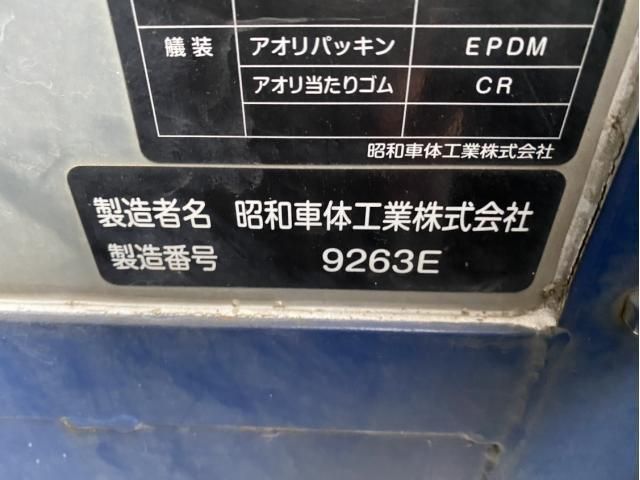 艤装 アオリパッキン EPDM
アオリ当たりゴム CR
昭和車体工業株式会社
製造者名 昭和車体工業株式会社
製造番号 9263E